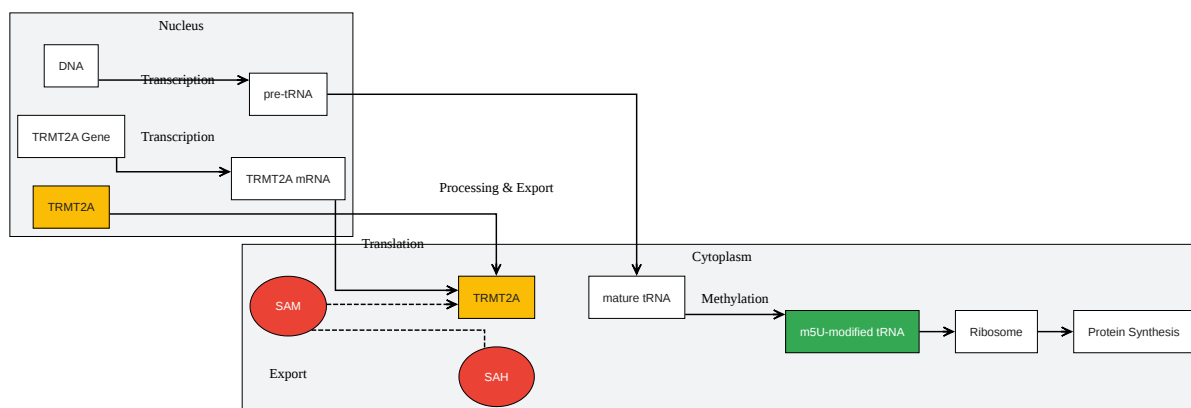 Nucleus
DNA
Transcription
pre-tRNA
TRMT2A Gene
Transcription
TRMT2A mRNA
TRMT2A
Processing & Export
Translation
Cytoplasm
SAM
TRMT2A
mature tRNA
Methylation
m5U-modified tRNA
Ribosome
Protein Synthesis
Export
SAH